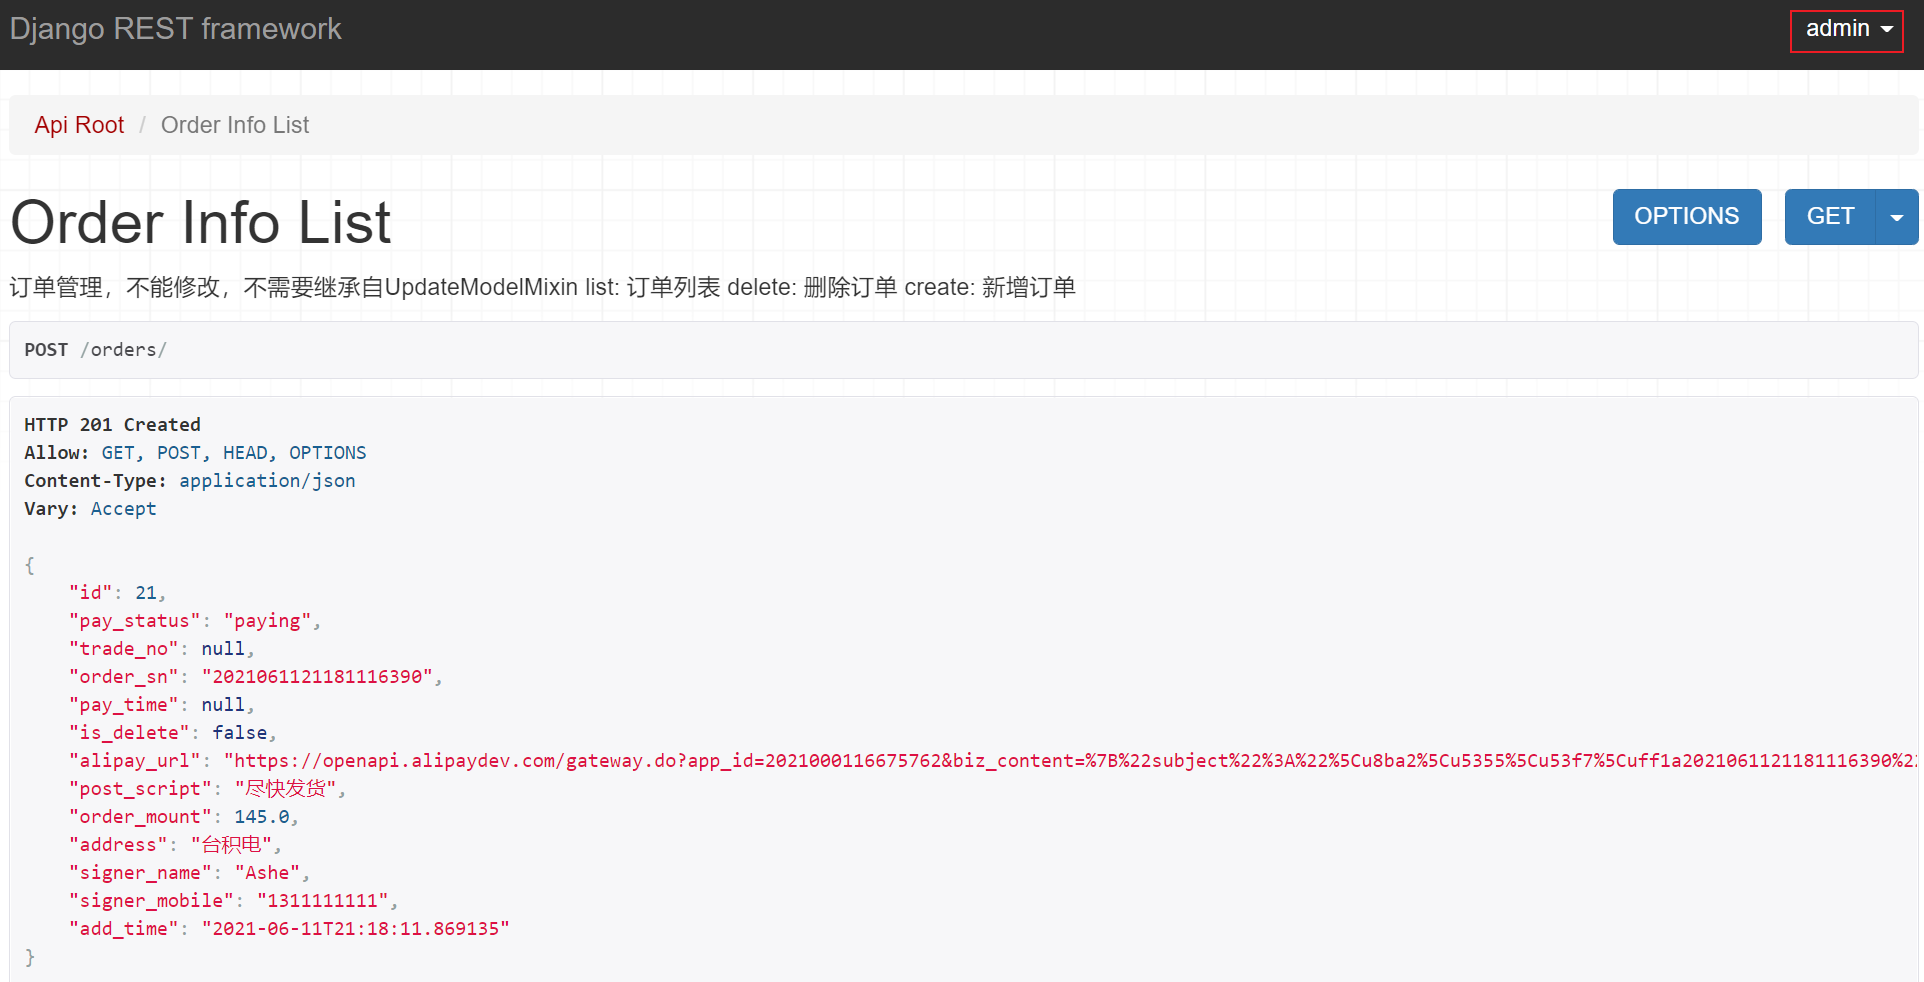 Django REST framework
admin
Api Root / Order Info List
Order Info List
OPTIONS
GET
订单管理，不能修改，不需要继承自UpdateModelMixin list: 订单列表 delete: 删除订单 create: 新增订单
POST /orders/
HTTP 201 Created
Allow: GET, POST, HEAD, OPTIONS
Content-Type: application/json
Vary: Accept
{
"id": 21,
"pay_status": "paying",
"trade_no": null,
"order_sn": "2021061121181116390",
"pay_time": null,
"is_delete": false,
"alipay_url": "https://openapi.alipaydev.com/gateway.do?app_id=2021000116675762&biz_content=%7B%22subject%22%3A%22%5Cu8ba2%5Cu5355%5Cu53f7%5Cuff1a2021061121181116390%2
"post_script": "尽快发货",
"order_mount": 145.0,
"address": "台积电",
"signer_name": "Ashe",
"signer_mobile": "1311111111",
"add_time": "2021-06-11T21:18:11.869135"
}